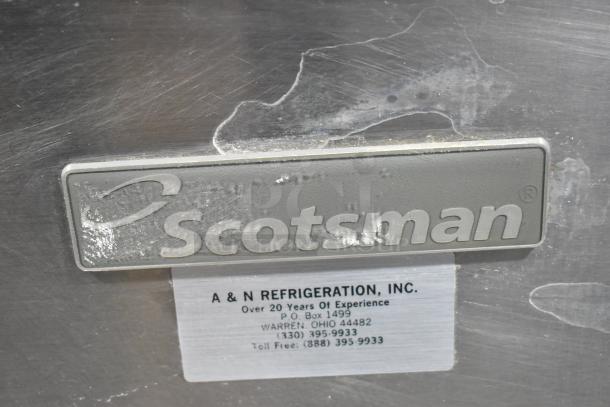 Scotsman®
A & N REFRIGERATION, INC.
Over 20 Years Of Experience
P.O. Box 1499
WARREN, OHIO 44482
(330) 395-9933
Toll Free: (888) 395-9933